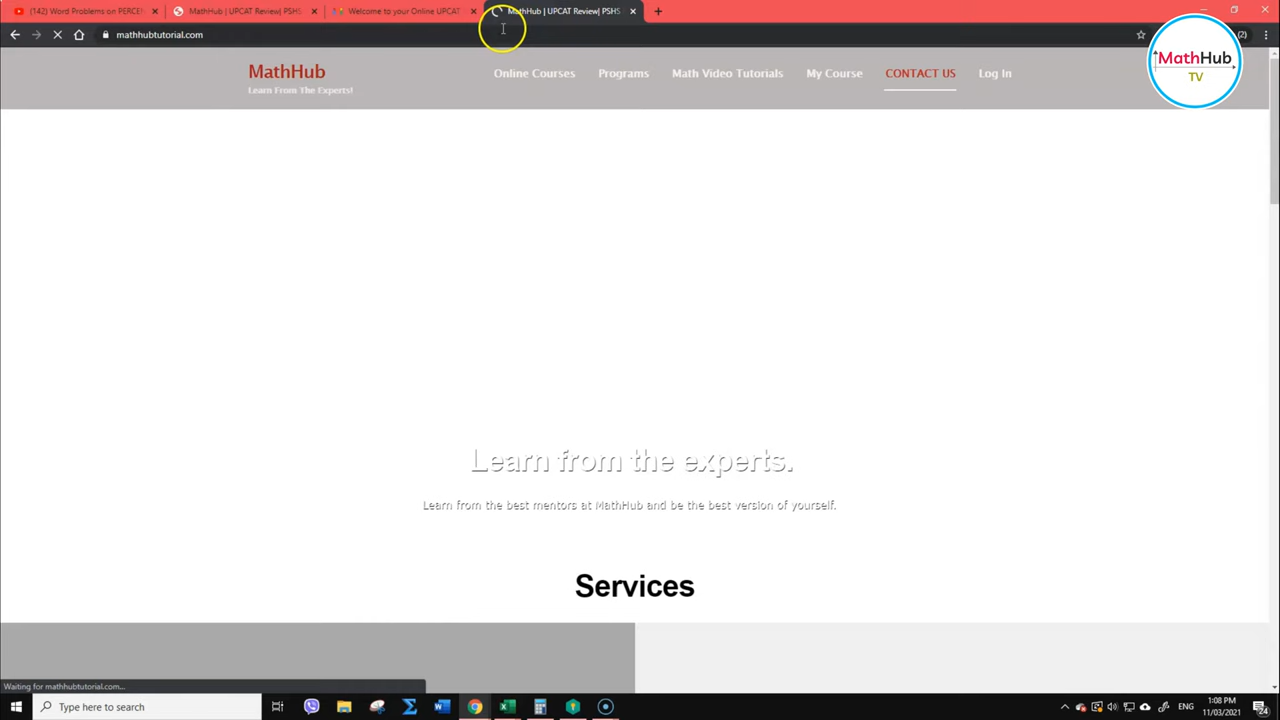 (142) Word Problems on PERCEN
MathHub | UPCAT Review| PSHS
Welcome to your Online UPCAT
MathHub | UPCAT Review| PSHS
mathhubtutorial.com
(2)
MathHub
Learn From The Experts!
Online Courses
Programs
Math Video Tutorials
My Course
CONTACT US
Log In
MathHub
TV
Learn from the experts.
Learn from the best mentors at MathHub and be the best version of yourself.
Services
Waiting for mathhubtutorial.com...
Type here to search
ENG
1:08 PM
11/03/2021
24